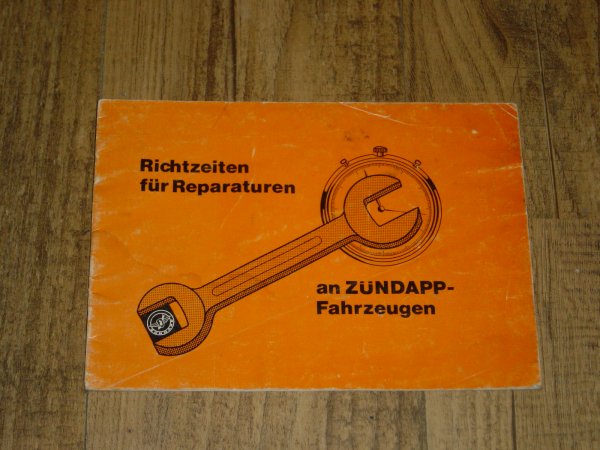 Richtzeiten
für Reparaturen
an ZÜNDAPP-
Fahrzeugen